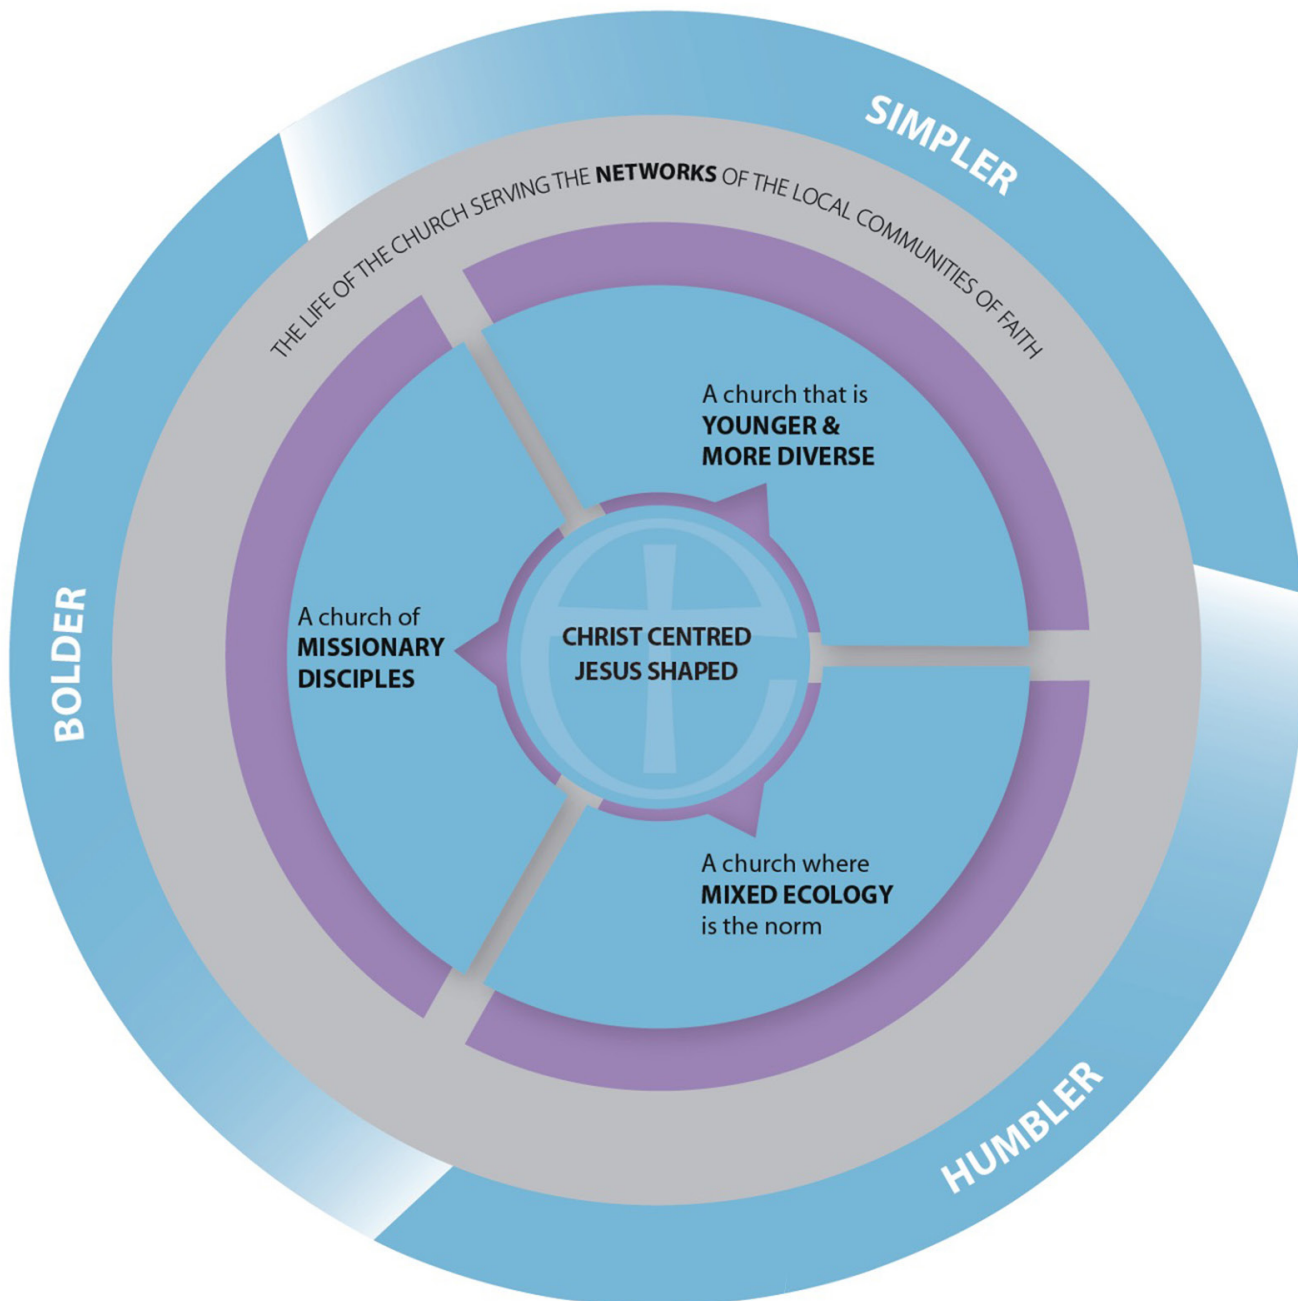 SIMPLER
THE LIFE OF THE CHURCH SERVING THE NETWORKS OF THE LOCAL COMMUNITIES OF FAITH
A church that is
YOUNGER &
MORE DIVERSE
BOLDER
A church of
MISSIONARY
DISCIPLES
CHRIST CENTRED
JESUS SHAPED
A church where
MIXED ECOLOGY
is the norm
HUMBLER